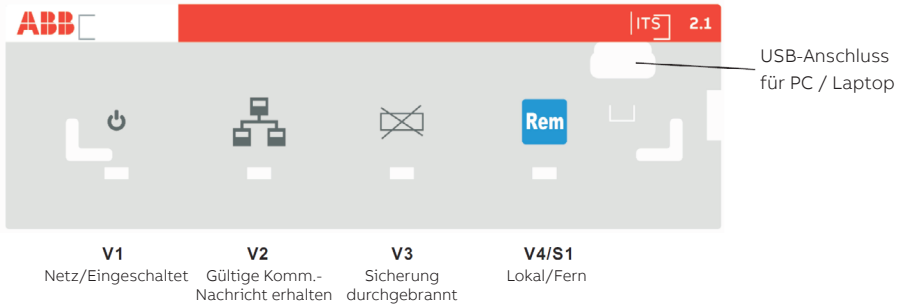 ABB
ITS 2.1
USB-Anschluss
für PC / Laptop
Rem
V1
Netz/Eingeschaltet
V2
Gültige Komm.-
Nachricht erhalten
V3
Sicherung
durchgebrannt
V4/S1
Lokal/Fern